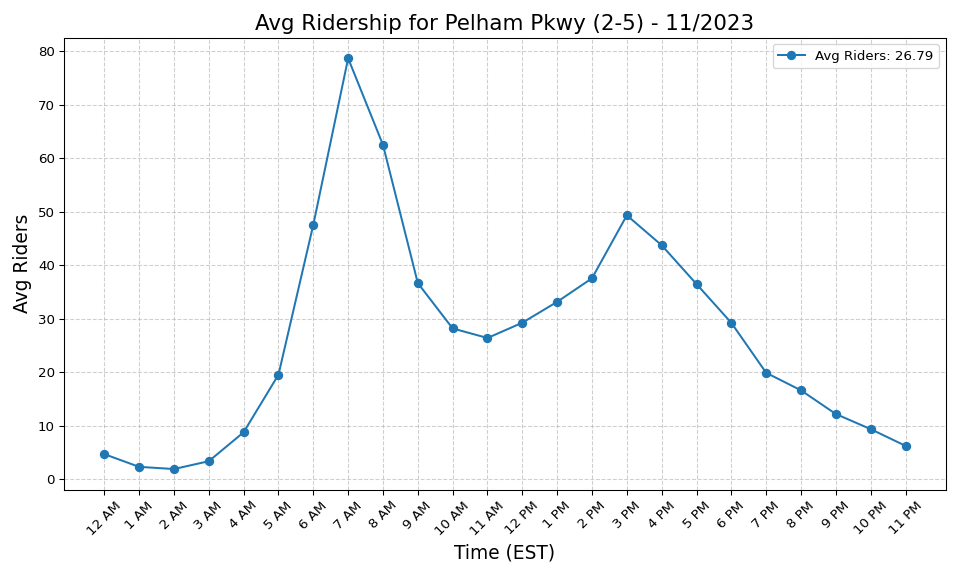 Avg Ridership for Pelham Pkwy (2-5) - 11/2023
Avg Riders: 26.79
Avg Riders
80
70
60
50
40
30
20
10
0
12 AM 1 AM 2 AM 3 AM 4 AM 5 AM 6 AM 7 AM 8 AM 9 AM 10 AM 11 AM 12 PM 1 PM 2 PM 3 PM 4 PM 5 PM 6 PM 7 PM 8 PM 9 PM 10 PM 11 PM
Time (EST)